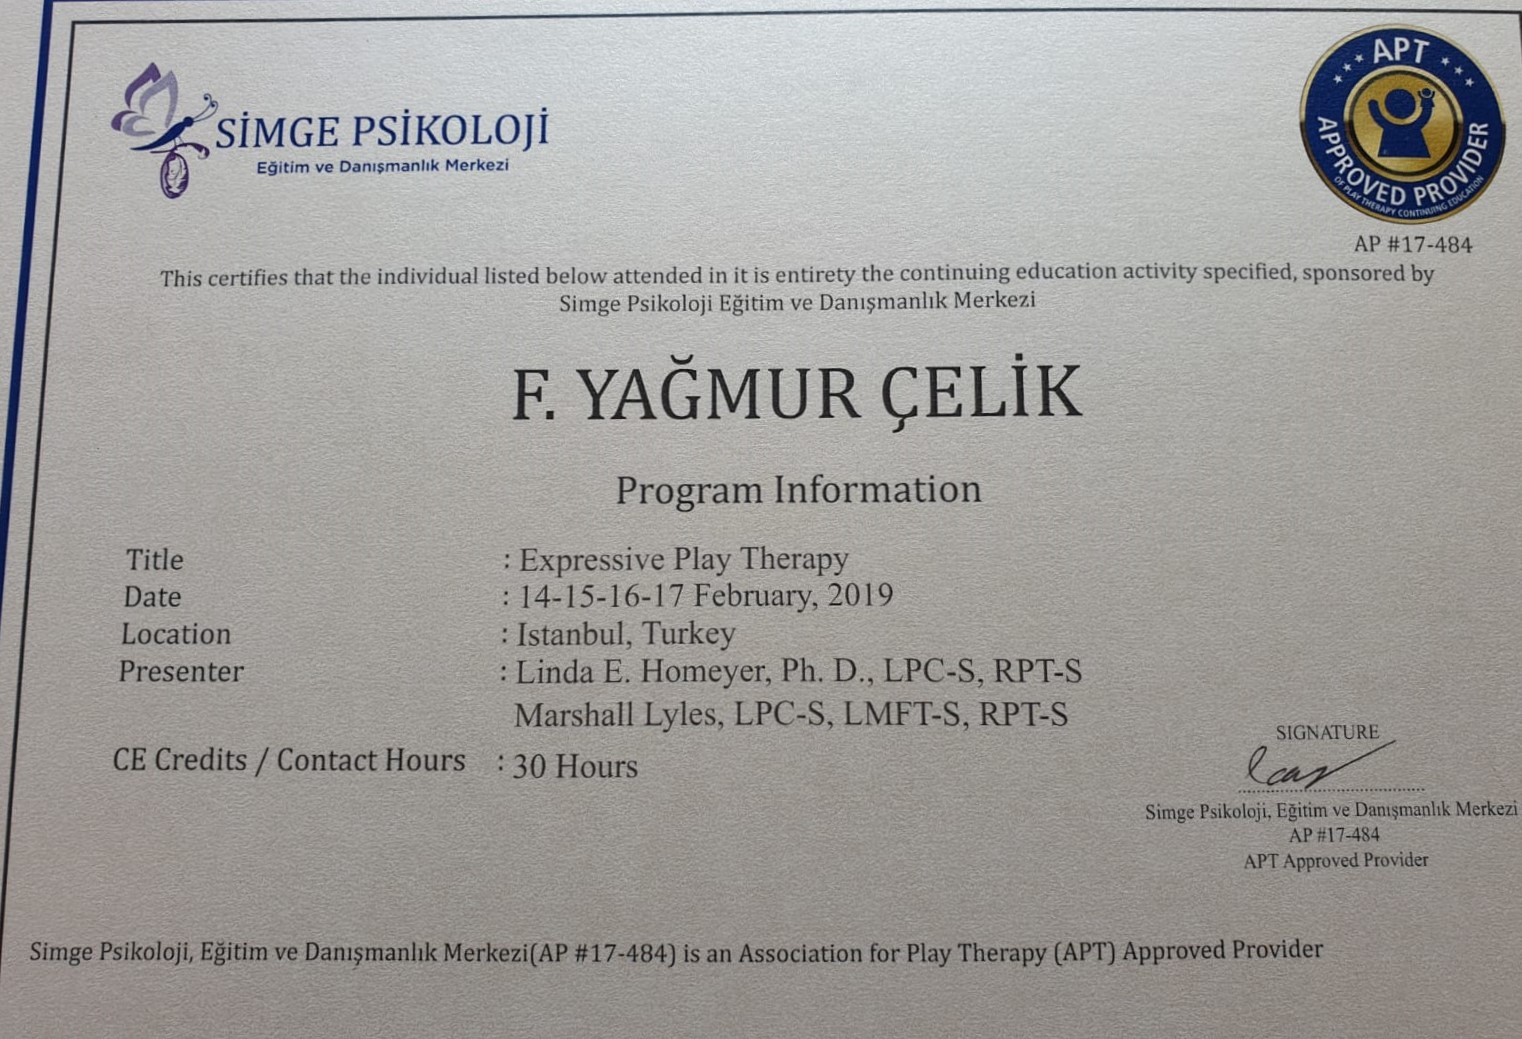 SİMGE PSİKOLOJİ
Eğitim ve Danışmanlık Merkezi
APT
APPROVED PROVIDER
OF PLAY THERAPY CONTINUING EDUCATION
AP #17-484
This certifies that the individual listed below attended in it is entirety the continuing education activity specified, sponsored by
Simge Psikoloji Eğitim ve Danışmanlık Merkezi
F. YAĞMUR ÇELİK
Program Information
Title : Expressive Play Therapy
Date : 14-15-16-17 February, 2019
Location : Istanbul, Turkey
Presenter : Linda E. Homeyer, Ph. D., LPC-S, RPT-S
Marshall Lyles, LPC-S, LMFT-S, RPT-S
CE Credits / Contact Hours : 30 Hours
SIGNATURE
Simge Psikoloji, Eğitim ve Danışmanlık Merkezi
AP #17-484
APT Approved Provider
Simge Psikoloji, Eğitim ve Danışmanlık Merkezi(AP #17-484) is an Association for Play Therapy (APT) Approved Provider